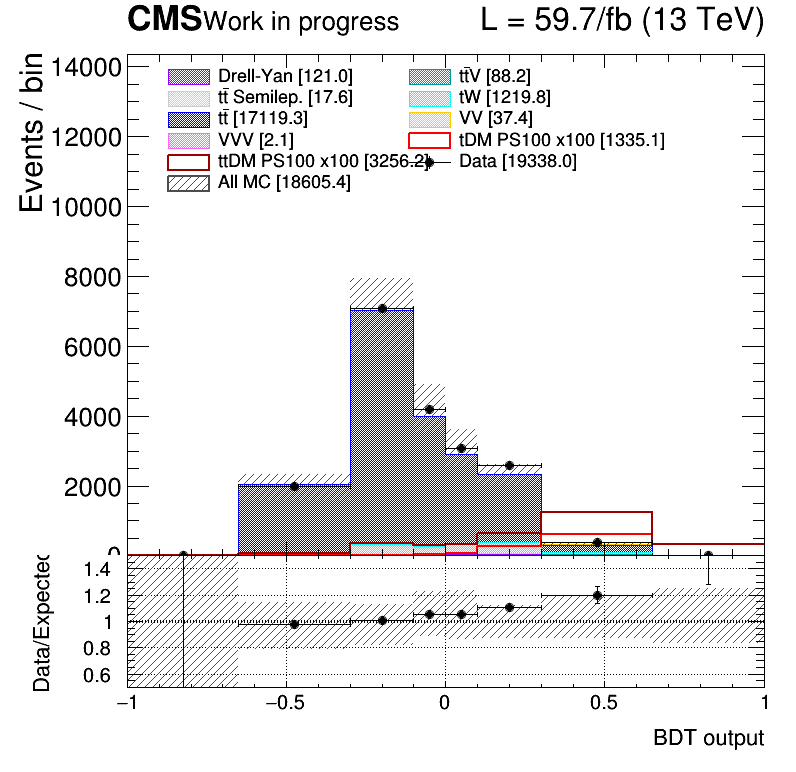 CMS Work in progress L = 59.7/fb (13 TeV)
Events / bin
14000
12000
10000
8000
6000
4000
2000
0
Drell-Yan [121.0] tt̄V [88.2]
tt̄ Semilep. [17.6] tW [1219.8]
tt̄ [17119.3] VV [37.4]
VVV [2.1] tDM PS100 x100 [1335.1]
ttDM PS100 x100 [3256.2] Data [19338.0]
All MC [18605.4]
Data/Expected
1.4
1.2
1
0.8
0.6
−1 −0.5 0 0.5 1
BDT output